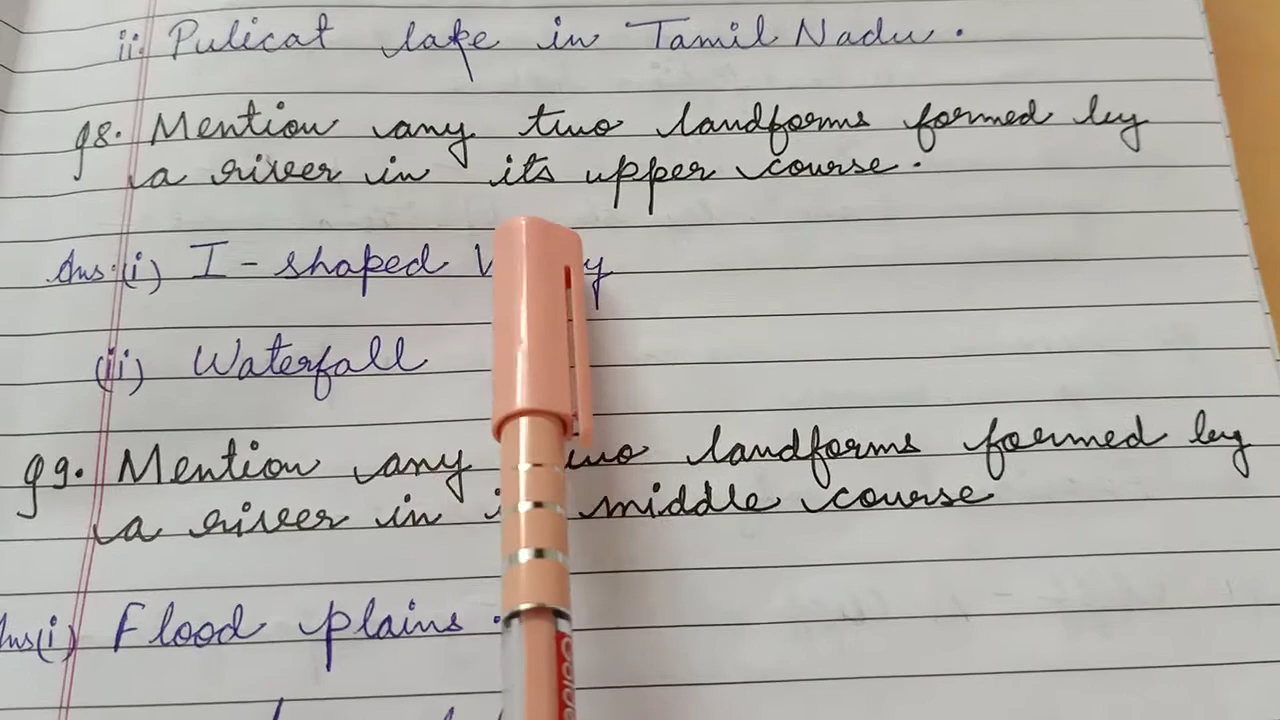 ii. Pulicat lake in Tamil Nadu.
Q8. Mention any two landforms formed by
a river in its upper course.
Ans:(i) I-shaped
(ii) Waterfall
Q9. Mention any landforms formed by
a river in middle course
Ans(i) Flood plains.